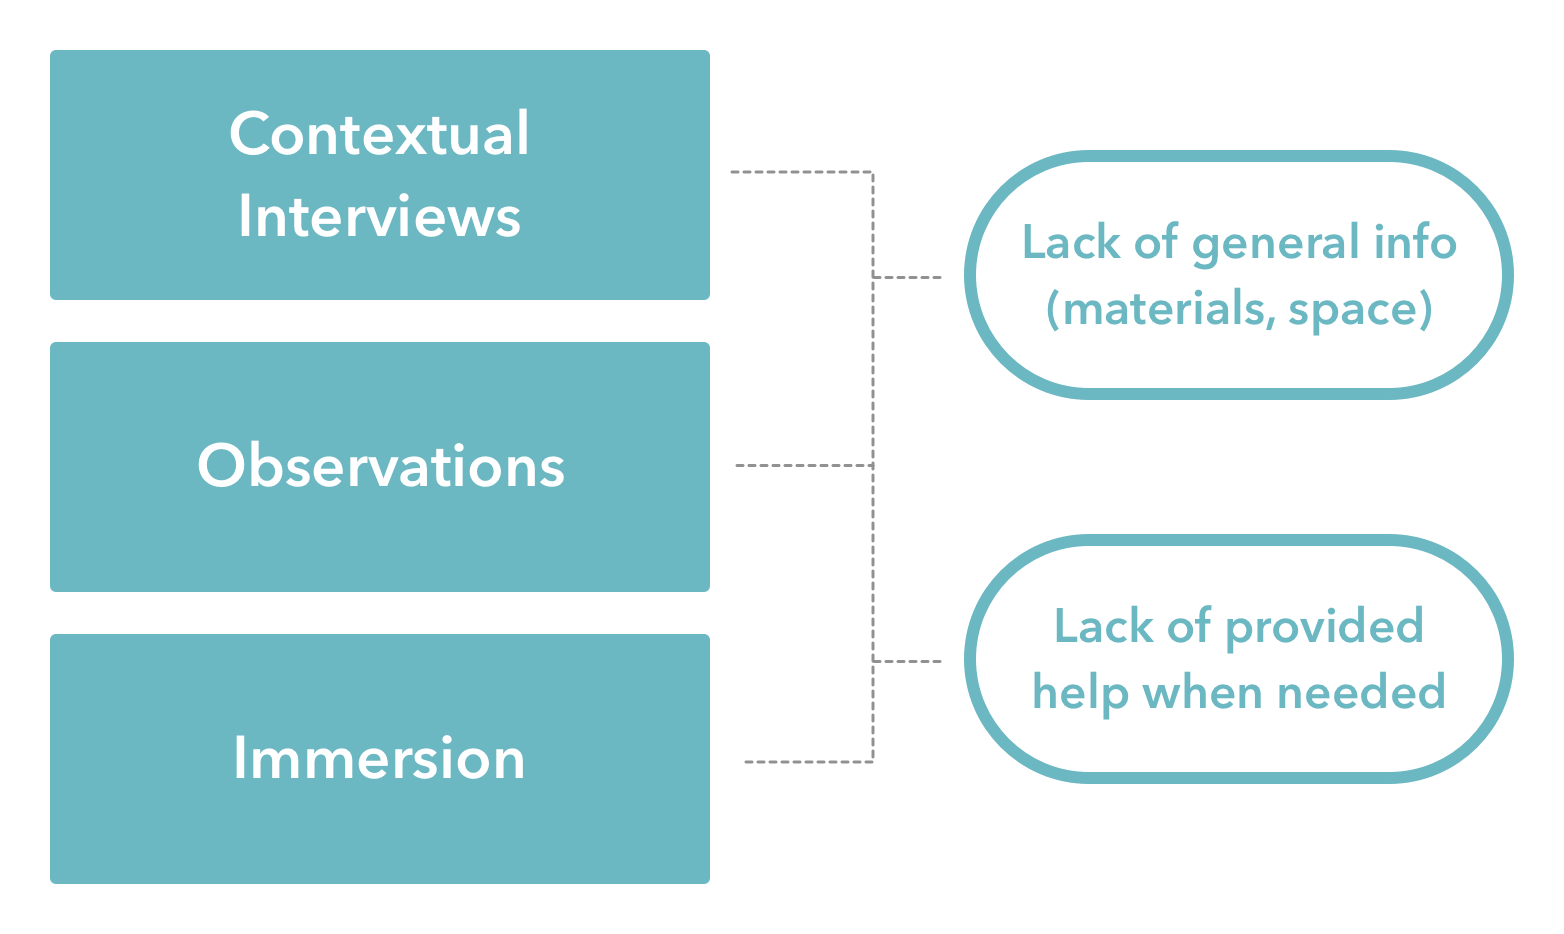 Contextual
Interviews
Observations
Immersion
Lack of general info
(materials, space)
Lack of provided
help when needed